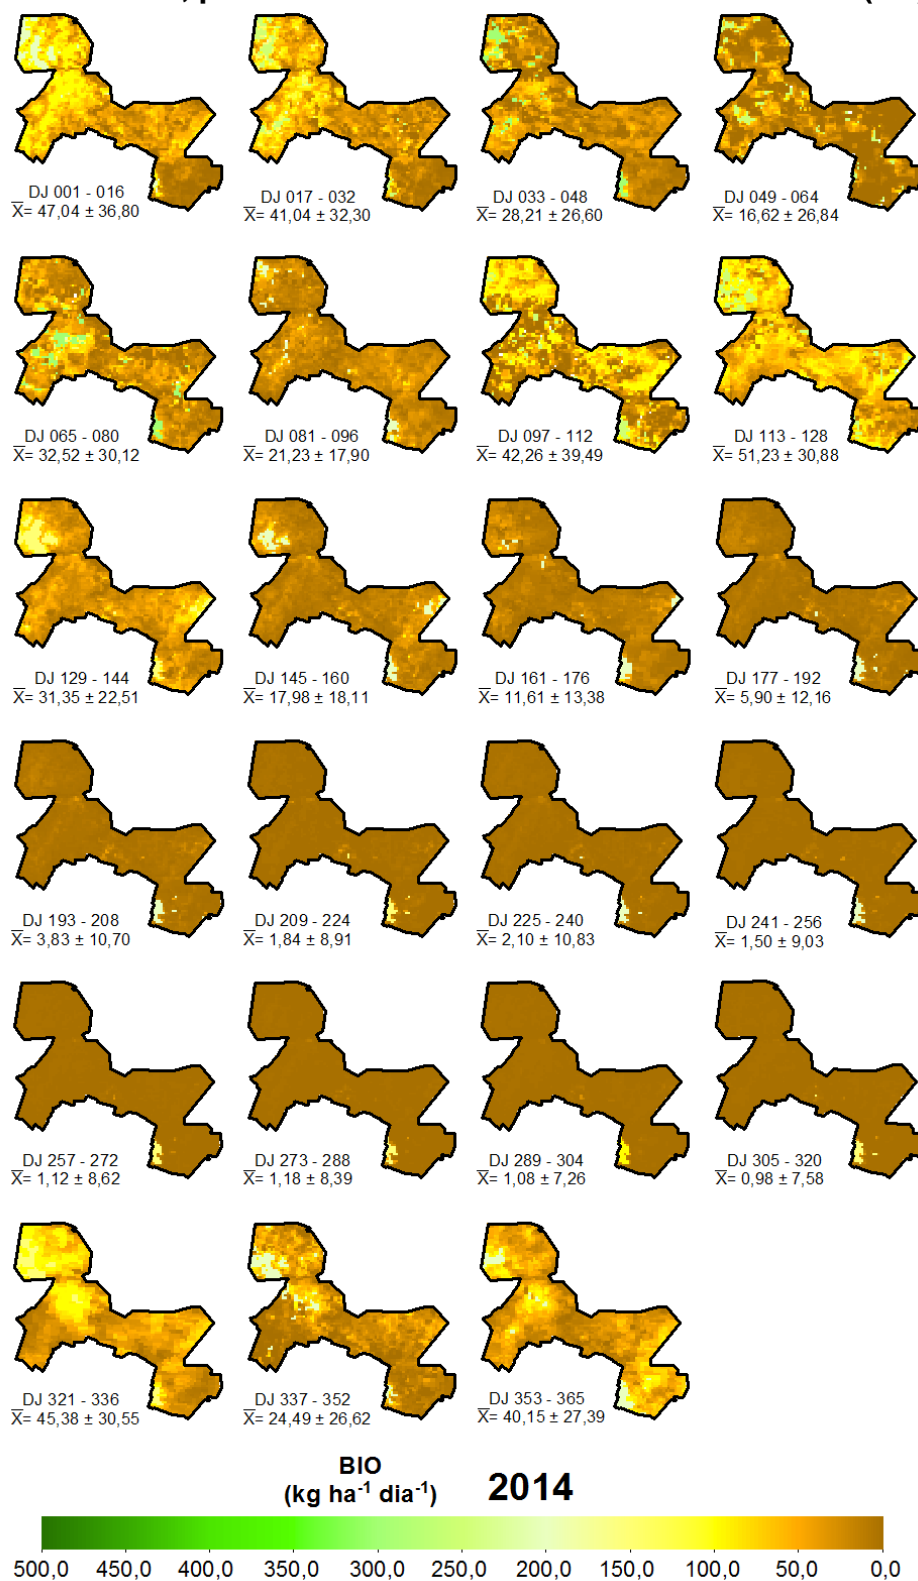 DJ 001 - 016
X= 47,04 ± 36,80
DJ 017 - 032
X= 41,04 ± 32,30
DJ 033 - 048
X= 28,21 ± 26,60
DJ 049 - 064
X= 16,62 ± 26,84
DJ 065 - 080
X= 32,52 ± 30,12
DJ 081 - 096
X= 21,23 ± 17,90
DJ 097 - 112
X= 42,26 ± 39,49
DJ 113 - 128
X= 51,23 ± 30,88
DJ 129 - 144
X= 31,35 ± 22,51
DJ 145 - 160
X= 17,98 ± 18,11
DJ 161 - 176
X= 11,61 ± 13,38
DJ 177 - 192
X= 5,90 ± 12,16
DJ 193 - 208
X= 3,83 ± 10,70
DJ 209 - 224
X= 1,84 ± 8,91
DJ 225 - 240
X= 2,10 ± 10,83
DJ 241 - 256
X= 1,50 ± 9,03
DJ 257 - 272
X= 1,12 ± 8,62
DJ 273 - 288
X= 1,18 ± 8,39
DJ 289 - 304
X= 1,08 ± 7,26
DJ 305 - 320
X= 0,98 ± 7,58
DJ 321 - 336
X= 45,38 ± 30,55
DJ 337 - 352
X= 24,49 ± 26,62
DJ 353 - 365
X= 40,15 ± 27,39
BIO
(kg ha⁻¹ dia⁻¹)
2014
500,0 450,0 400,0 350,0 300,0 250,0 200,0 150,0 100,0 50,0 0,0